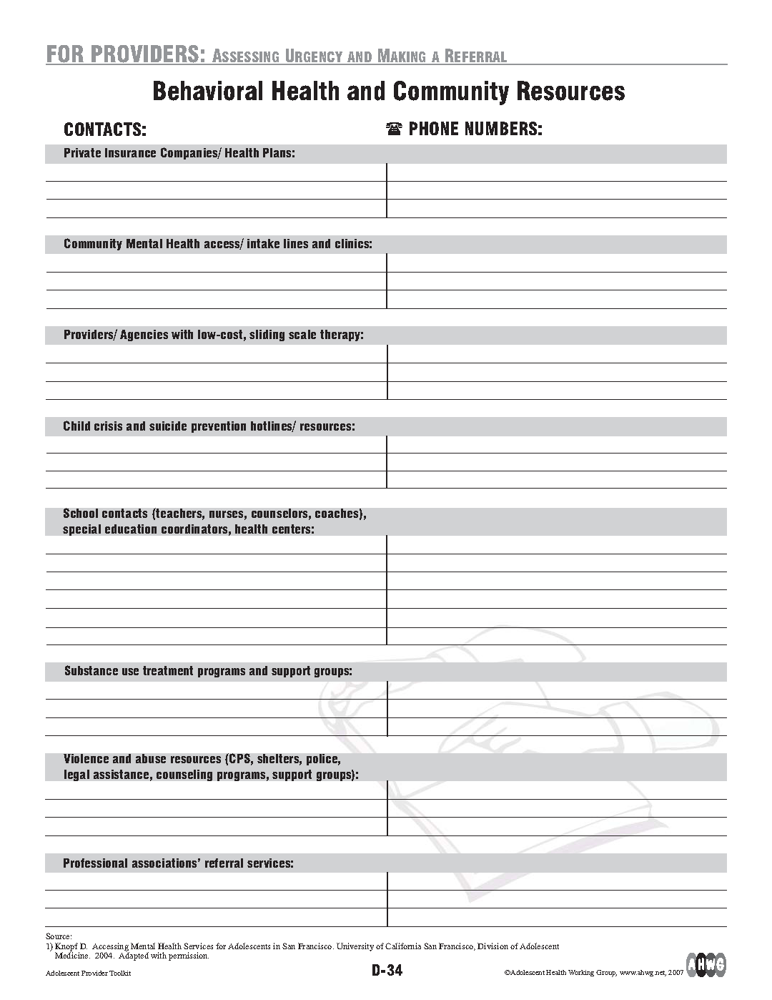 FOR PROVIDERS: ASSESSING URGENCY AND MAKING A REFERRAL
Behavioral Health and Community Resources
CONTACTS:
☎ PHONE NUMBERS:
Private Insurance Companies/ Health Plans:
Community Mental Health access/ intake lines and clinics:
Providers/ Agencies with low-cost, sliding scale therapy:
Child crisis and suicide prevention hotlines/ resources:
School contacts (teachers, nurses, counselors, coaches),
special education coordinators, health centers:
Substance use treatment programs and support groups:
Violence and abuse resources (CPS, shelters, police,
legal assistance, counseling programs, support groups):
Professional associations’ referral services:
Source:
1) Knopf D. Accessing Mental Health Services for Adolescents in San Francisco. University of California San Francisco, Division of Adolescent
Medicine. 2004. Adapted with permission.
Adolescent Provider Toolkit
D-34
©Adolescent Health Working Group, www.ahwg.net, 2007
AHWG